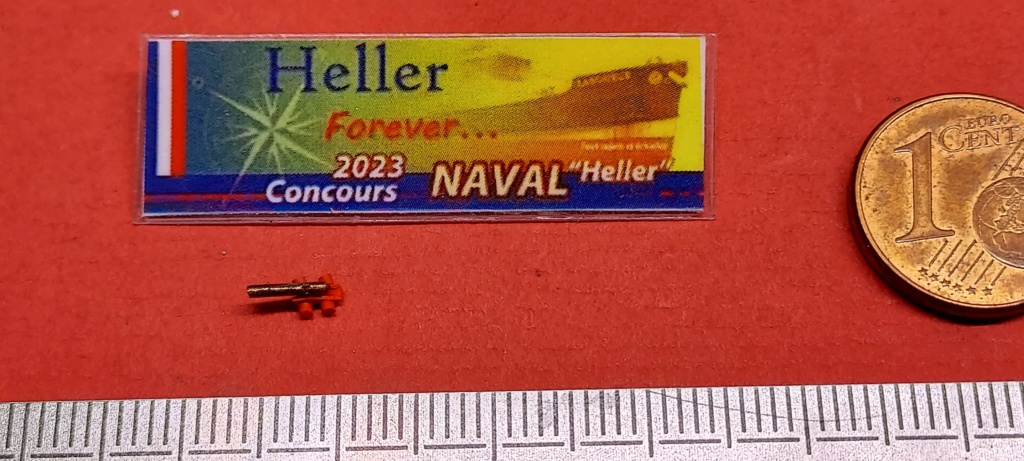 Heller
Forever...
2023
Concours
NAVAL "Heller"
1
EURO
CENT